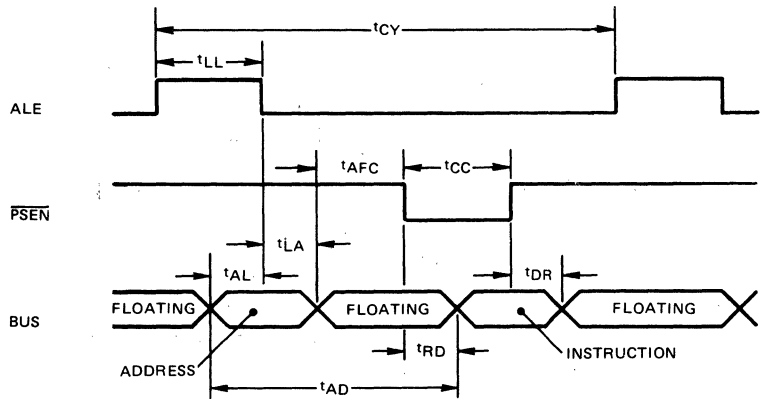 tCY
tLL
ALE
tAFC
tCC
PSEN
tLA
tAL
tDR
BUS
FLOATING
FLOATING
FLOATING
tRD
INSTRUCTION
ADDRESS
tAD